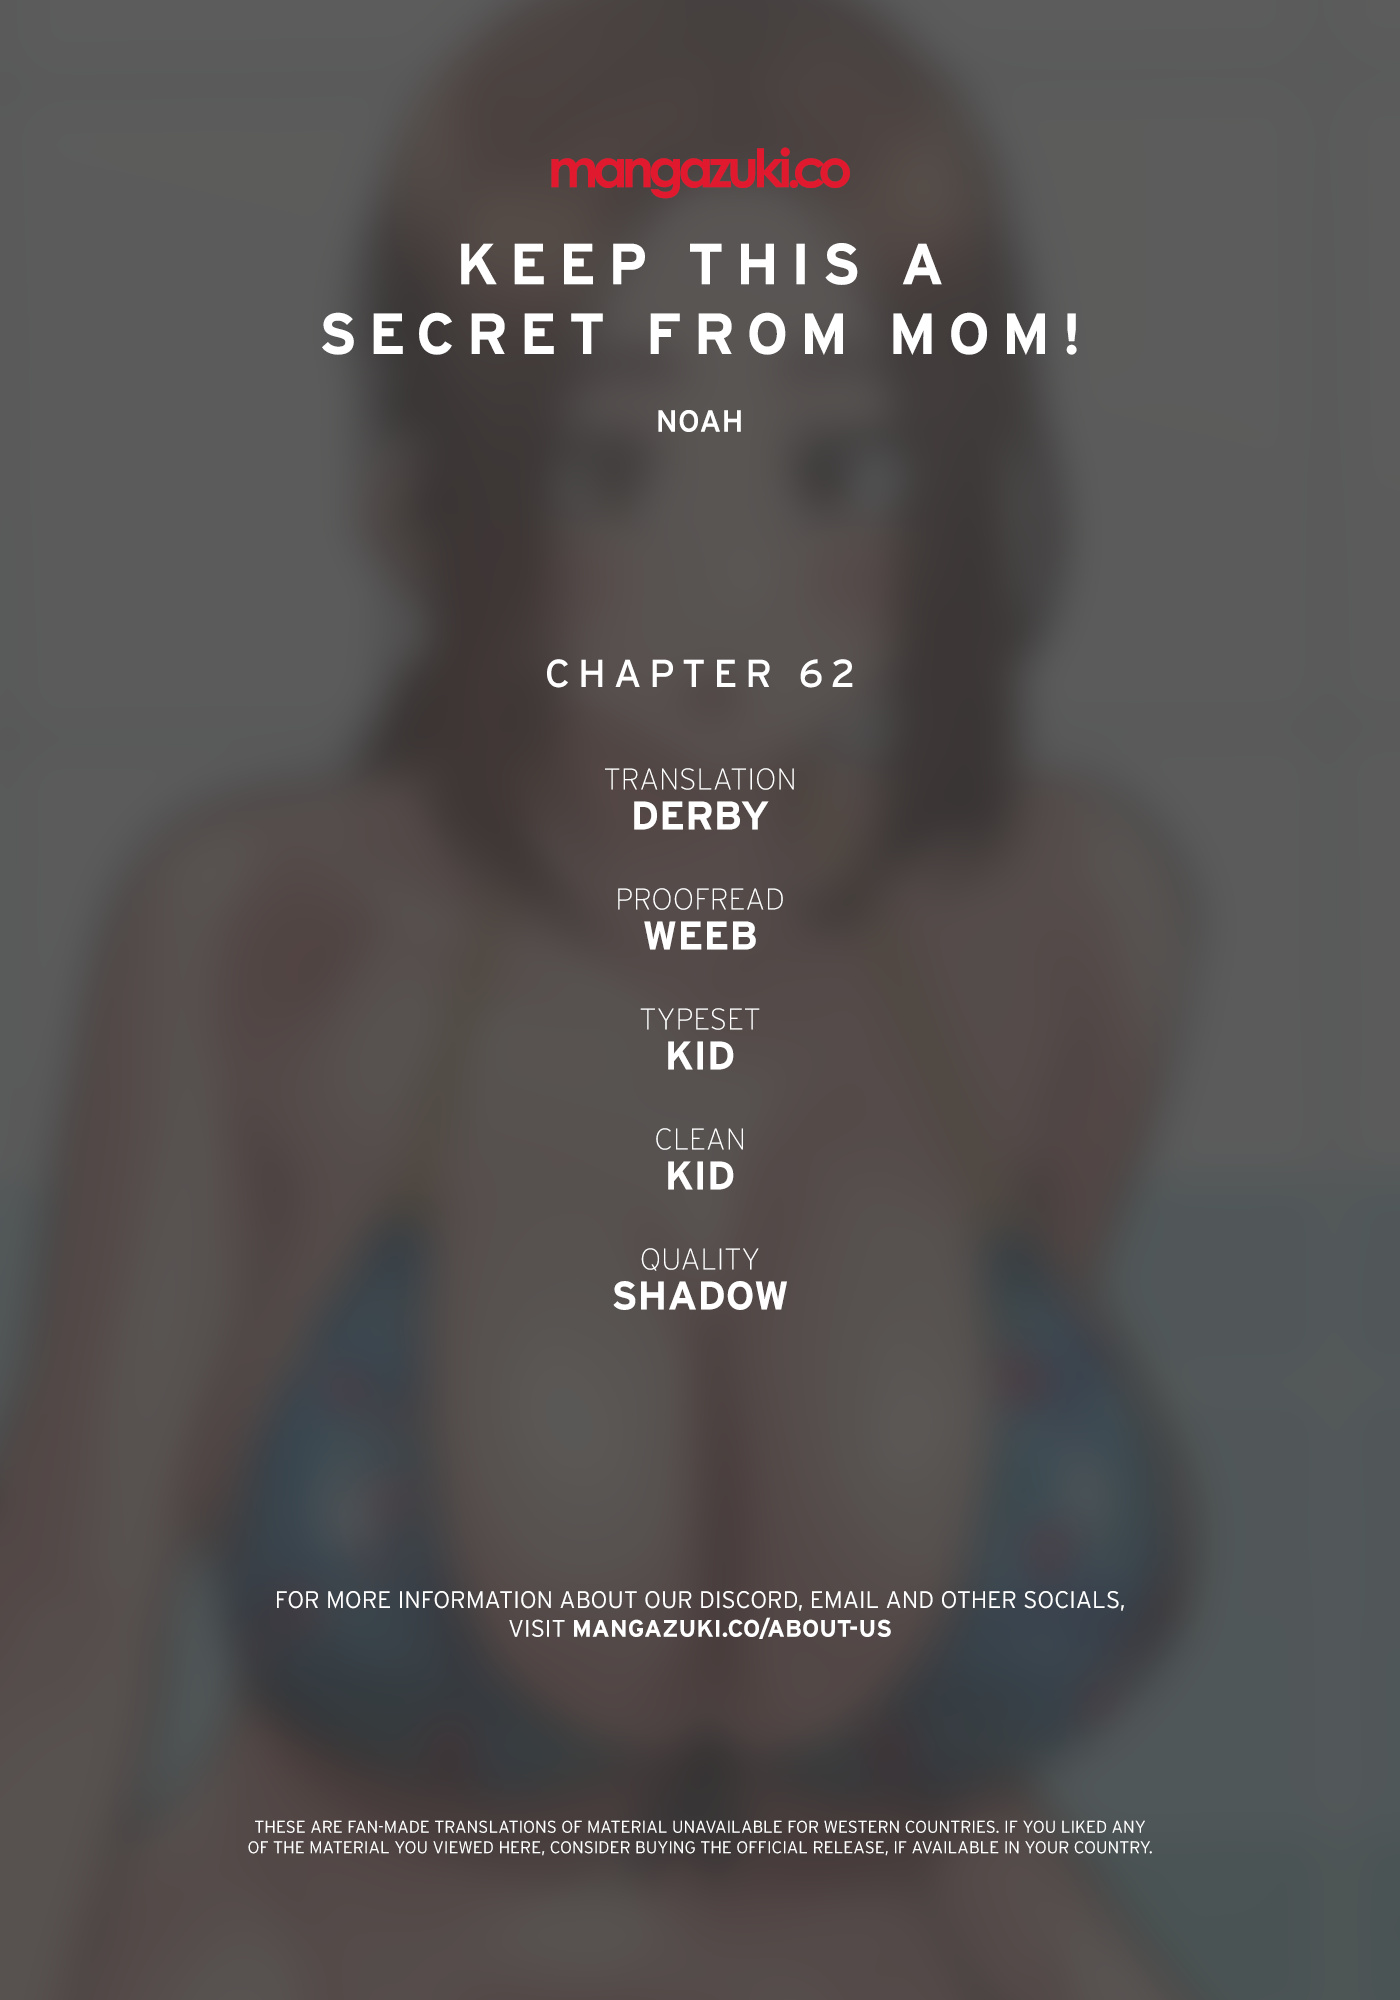 mangazuki.co
KEEP THIS A
SECRET FROM MOM!
NOAH
CHAPTER 62
TRANSLATION
DERBY
PROOFREAD
WEEB
TYPESET
KID
CLEAN
KID
QUALITY
SHADOW
FOR MORE INFORMATION ABOUT OUR DISCORD, EMAIL AND OTHER SOCIALS,
VISIT MANGAZUKI.CO/ABOUT-US
THESE ARE FAN-MADE TRANSLATIONS OF MATERIAL UNAVAILABLE FOR WESTERN COUNTRIES. IF YOU LIKED ANY
OF THE MATERIAL YOU VIEWED HERE, CONSIDER BUYING THE OFFICIAL RELEASE, IF AVAILABLE IN YOUR COUNTRY.